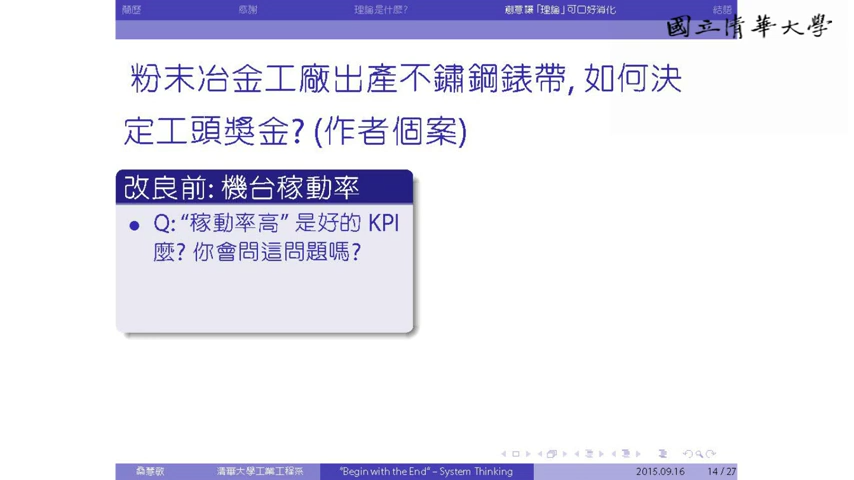 簡歷 感謝 理論是什麼? 樹意讓「理論」可口好消化 結語
國立清華大學
粉末冶金工廠出產不鏽鋼錶帶, 如何決
定工頭獎金? (作者個案)
改良前: 機台稼動率
• Q: “稼動率高” 是好的 KPI
麼? 你會問這問題嗎?
桑慧敏 清華大學工業工程系 “Begin with the End” – System Thinking 2015.09.16 14 / 27